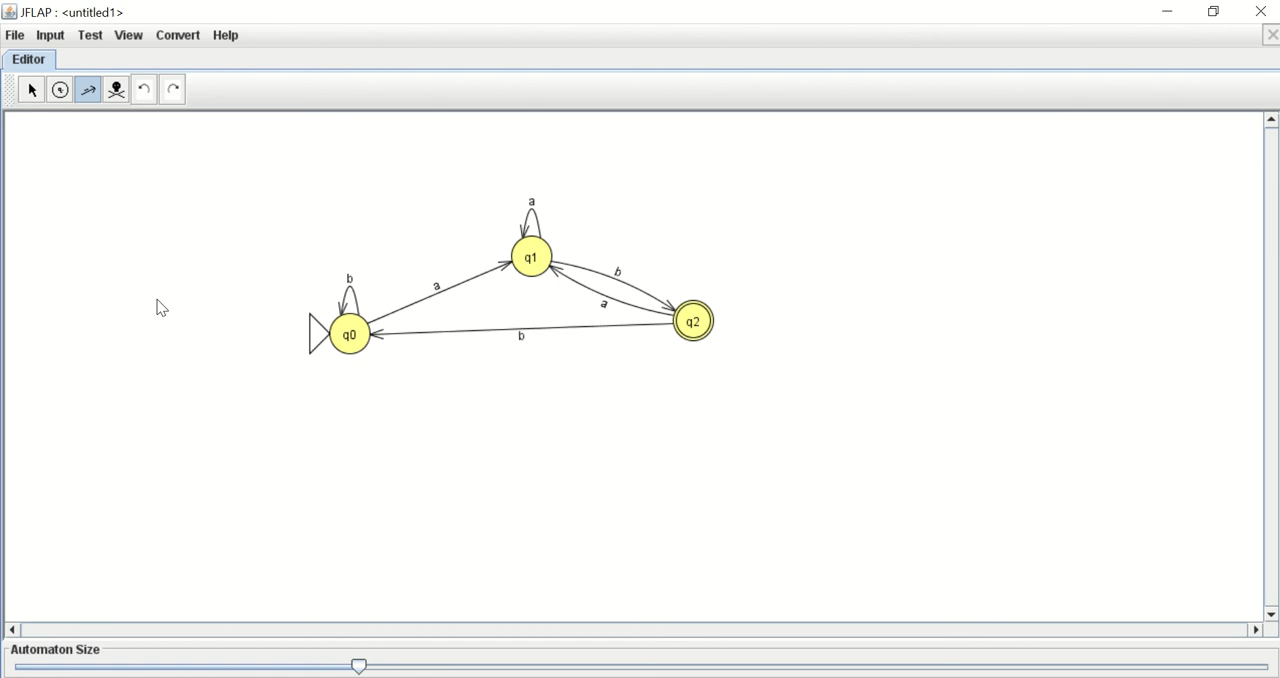 JFLAP : <untitled1>
File Input Test View Convert Help
Editor
a
b
q1
a
b
a
q0
q2
b
Automaton Size